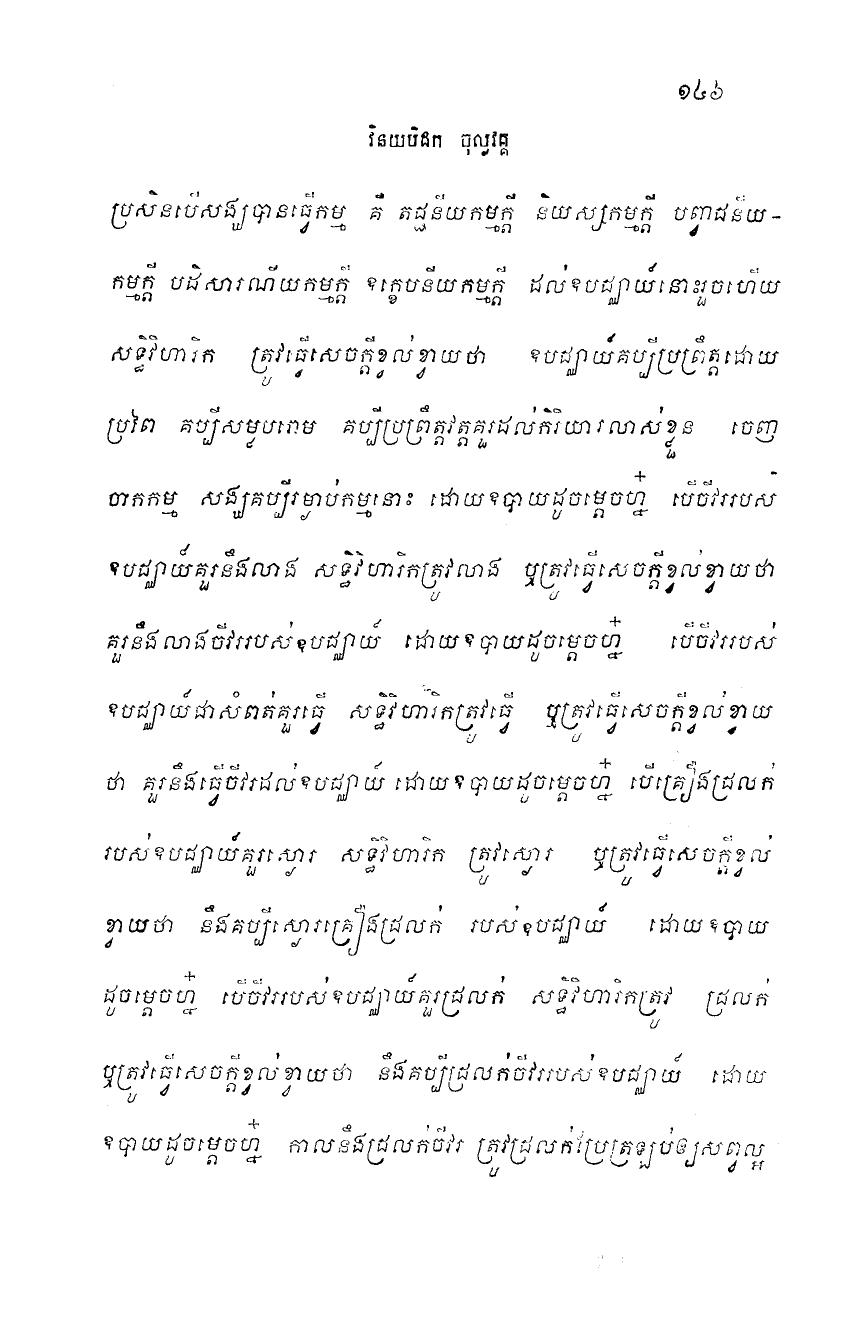 ១៤៦
វិនយបិដក ចុល្លវគ្គ
ប្រសិនបើសង្ឃបានធ្វើកម្ម គឺ តជ្ជនីយកម្មក្តី និយស្សកម្មក្តី បព្វាជនីយ-
កម្មក្តី បដិសារណីយកម្មក្តី ឧក្ខេបនីយកម្មក្តី ដល់ឧបជ្ឈាយ៍នោះរួចហើយ
សទ្ធិវិហារិក ត្រូវធ្វើសេចក្តីខ្វល់ខ្វាយថា ឧបជ្ឈាយ៍គប្បីប្រព្រឹត្តដោយ
ប្រពៃ គប្បីសម្ងបរោម គប្បីប្រព្រឹត្តវត្តគួរដល់កិរិយារលាស់ខ្លួន ចេញ
ចាកកម្ម សង្ឃគប្បីរម្ងាប់កម្មនោះ ដោយឧបាយដូចម្តេចហ្ន៎ បើចីវររបស់
ឧបជ្ឈាយ៍គួរនឹងលាង សទ្ធិវិហារិកត្រូវលាង ឬត្រូវធ្វើសេចក្តីខ្វល់ខ្វាយថា
គួរនឹងលាងចីវររបស់ឧបជ្ឈាយ៍ ដោយឧបាយដូចម្តេចហ្ន៎ បើចីវររបស់
ឧបជ្ឈាយ៍ជាសំពត់គួរធ្វើ សទ្ធិវិហារិកត្រូវធ្វើ ឬត្រូវធ្វើសេចក្តីខ្វល់ខ្វាយ
ថា គួរនឹងធ្វើចីវរដល់ឧបជ្ឈាយ៍ ដោយឧបាយដូចម្តេចហ្ន៎ បើគ្រឿងជ្រលក់
របស់ឧបជ្ឈាយ៍គួរស្ងោរ សទ្ធិវិហារិក ត្រូវស្ងោរ ឬត្រូវធ្វើសេចក្តីខ្វល់
ខ្វាយថា នឹងគប្បីស្ងោរគ្រឿងជ្រលក់ របស់ឧបជ្ឈាយ៍ ដោយឧបាយ
ដូចម្តេចហ្ន៎ បើចីវររបស់ឧបជ្ឈាយ៍គួរជ្រលក់ សទ្ធិវិហារិកត្រូវ ជ្រលក់
ឬត្រូវធ្វើសេចក្តីខ្វល់ខ្វាយថា នឹងគប្បីជ្រលក់ចីវររបស់ឧបជ្ឈាយ៍ ដោយ
ឧបាយដូចម្តេចហ្ន៎ កាលនឹងជ្រលក់ចីវរ ត្រូវជ្រលក់ប្រែត្រឡប់ឲ្យសព្វល្អ